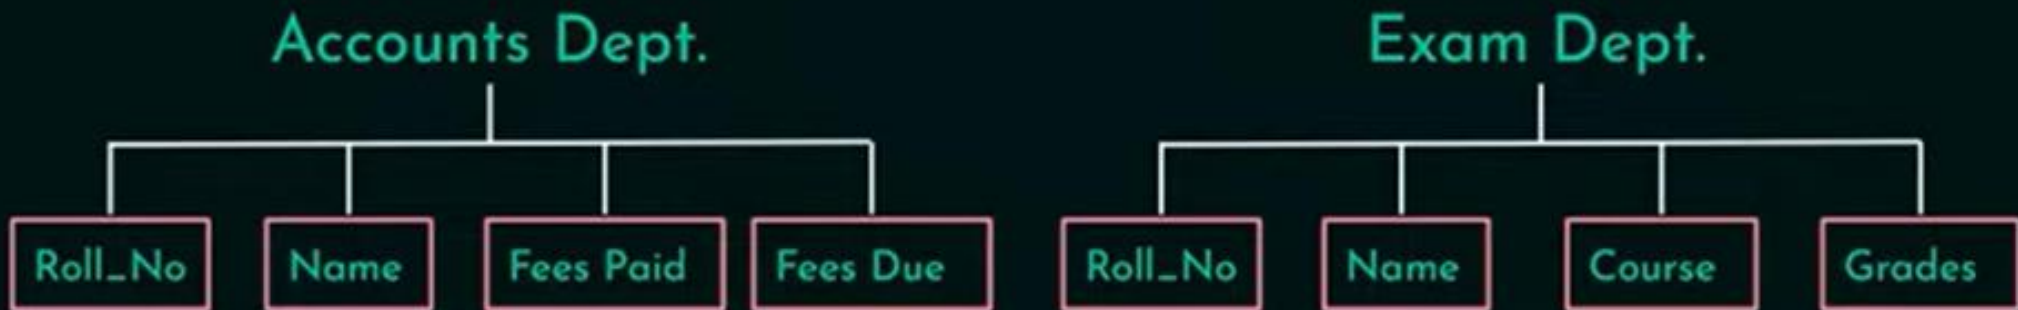 Accounts Dept.
Exam Dept.
Roll_No
Name
Fees Paid
Fees Due
Roll_No
Name
Course
Grades